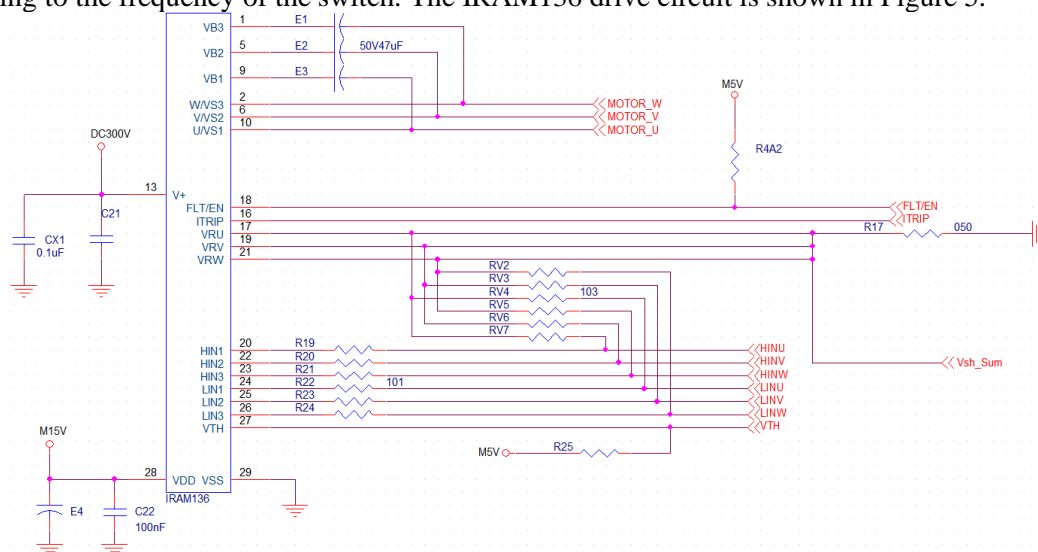 ing to the frequency of the switch. The IRAM136 drive circuit is shown in Figure 5.
VB3 1 E1
VB2 5 E2 50V47uF
VB1 9 E3
M5V
W/VS3 2 MOTOR_W
V/VS2 6 MOTOR_V
U/VS1 10 MOTOR_U
DC300V
R4A2
13 V+
FLT/EN 18 FLT/EN
C21 ITRIP 16 ITRIP
VRU 17 R17 050
CX1 VRV 19
0.1uF VRW 21
RV2
RV3
RV4 103
RV5
RV6
RV7
HIN1 20 R19 HINU
HIN2 22 R20 HINV Vsh_Sum
HIN3 23 R21 HINW
LIN1 24 R22 101 LINU
LIN2 25 R23 LINV
LIN3 26 R24 LINW
VTH 27 VTH
M15V
M5V R25
28 VDD VSS 29
IRAM136
E4 C22
100nF